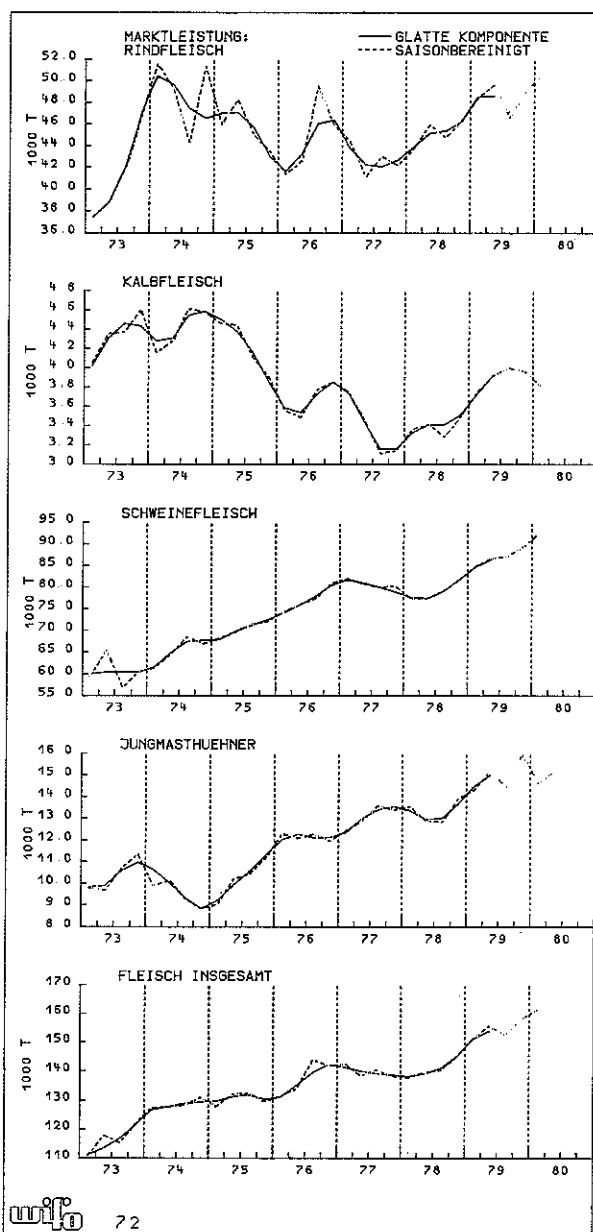 MARKTLEISTUNG:
RINDFLEISCH
GLATTE KOMPONENTE
SAISONBEREINIGT
52.0
50.0
48.0
46.0
44.0
42.0
40.0
38.0
36.0
1000 T
73 74 75 76 77 78 79 80
KALBFLEISCH
4 8
4 6
4 4
4 2
4 0
3.8
3.6
3.4
3.2
3.0
1000 T
73 74 75 76 77 78 79 80
SCHWEINEFLEISCH
95 0
90 0
85 0
80 0
75 0
70 0
65 0
60 0
55 0
1000 T
73 74 75 76 77 78 79 80
JUNGMASTHUEHNER
16 0
15 0
14 0
13 0
12 0
11 0
10 0
9 0
8 0
1000 T
73 74 75 76 77 78 79 80
FLEISCH INSGESAMT
170
160
150
140
130
120
110
1000 T
73 74 75 76 77 78 79 80
wifo 72